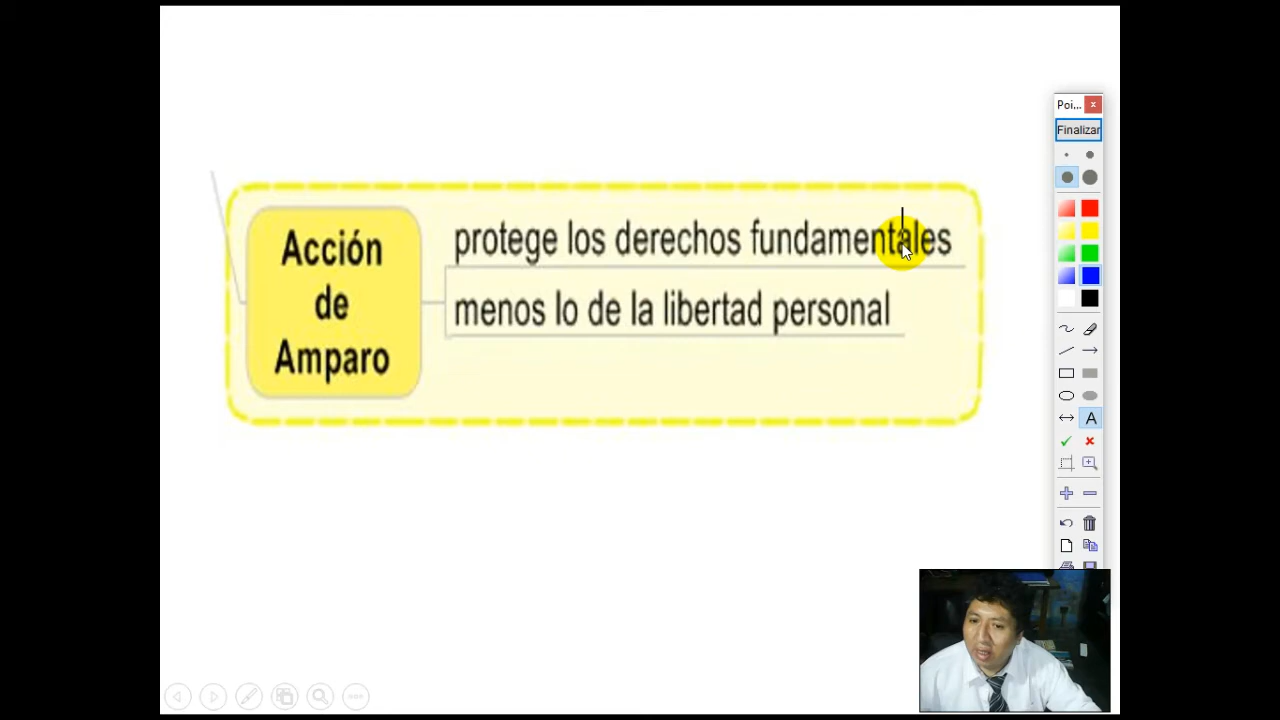 Poi...
Finalizar
Acción
de
Amparo
protege los derechos fundamentales
menos lo de la libertad personal
A